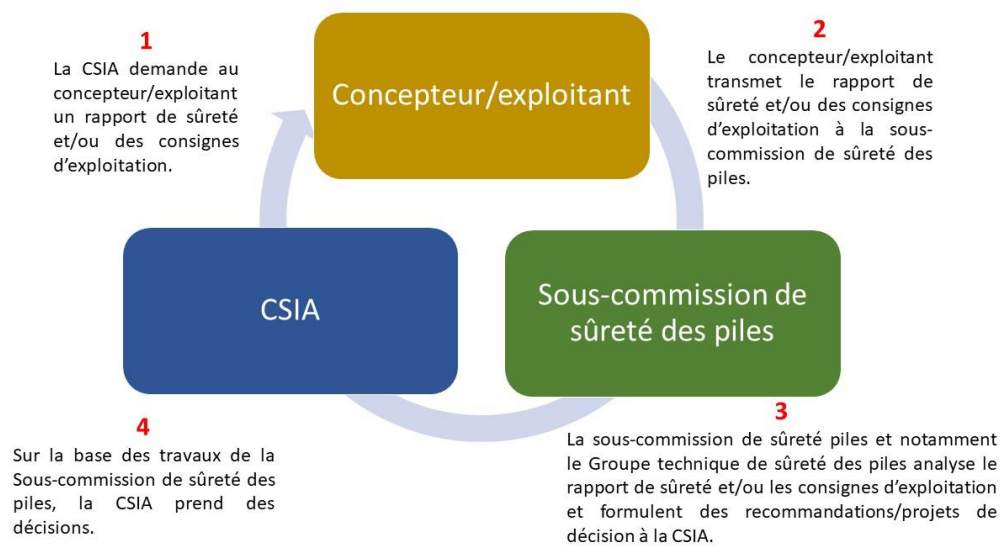 1
La CSIA demande au
concepteur/exploitant
un rapport de sûreté
et/ou des consignes
d’exploitation.
Concepteur/exploitant
2
Le concepteur/exploitant
transmet le rapport de
sûreté et/ou des consignes
d’exploitation à la sous-
commission de sûreté des
piles.
CSIA
Sous-commission de
sûreté des piles
3
La sous-commission de sûreté piles et notamment
le Groupe technique de sûreté des piles analyse le
rapport de sûreté et/ou les consignes d’exploitation
et formulent des recommandations/projets de
décision à la CSIA.
4
Sur la base des travaux de la
Sous-commission de sûreté des
piles, la CSIA prend des
décisions.